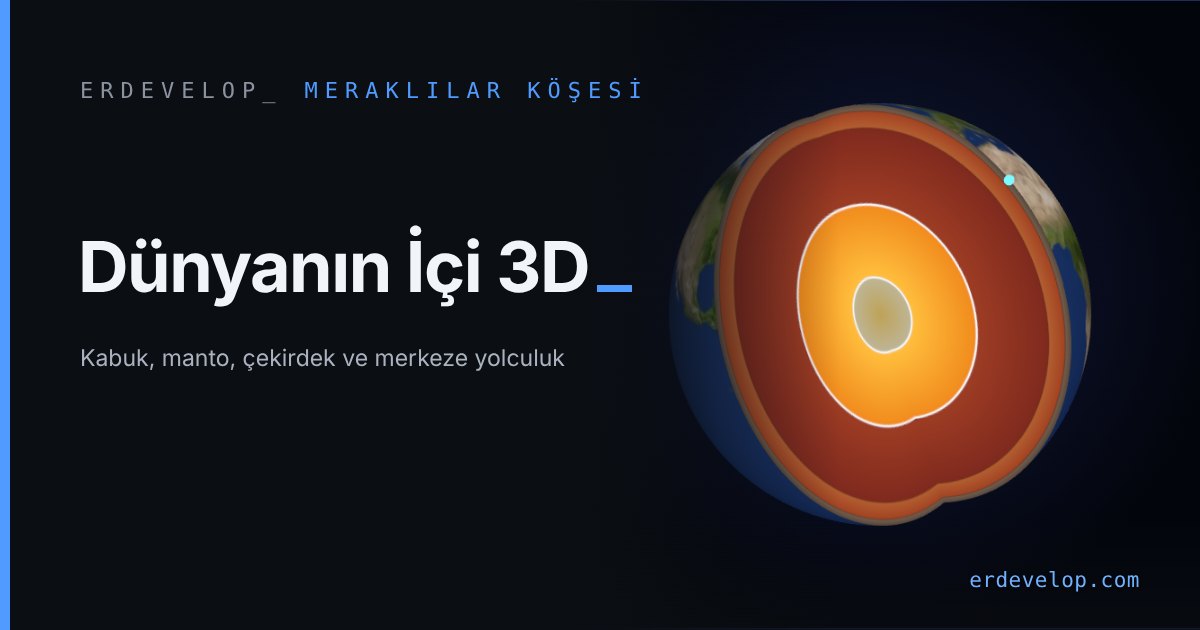 ERDEVELOP_ MERAKLILAR KÖŞESİ
Dünyanın İçi 3D_
Kabuk, manto, çekirdek ve merkeze yolculuk
erdevelop.com